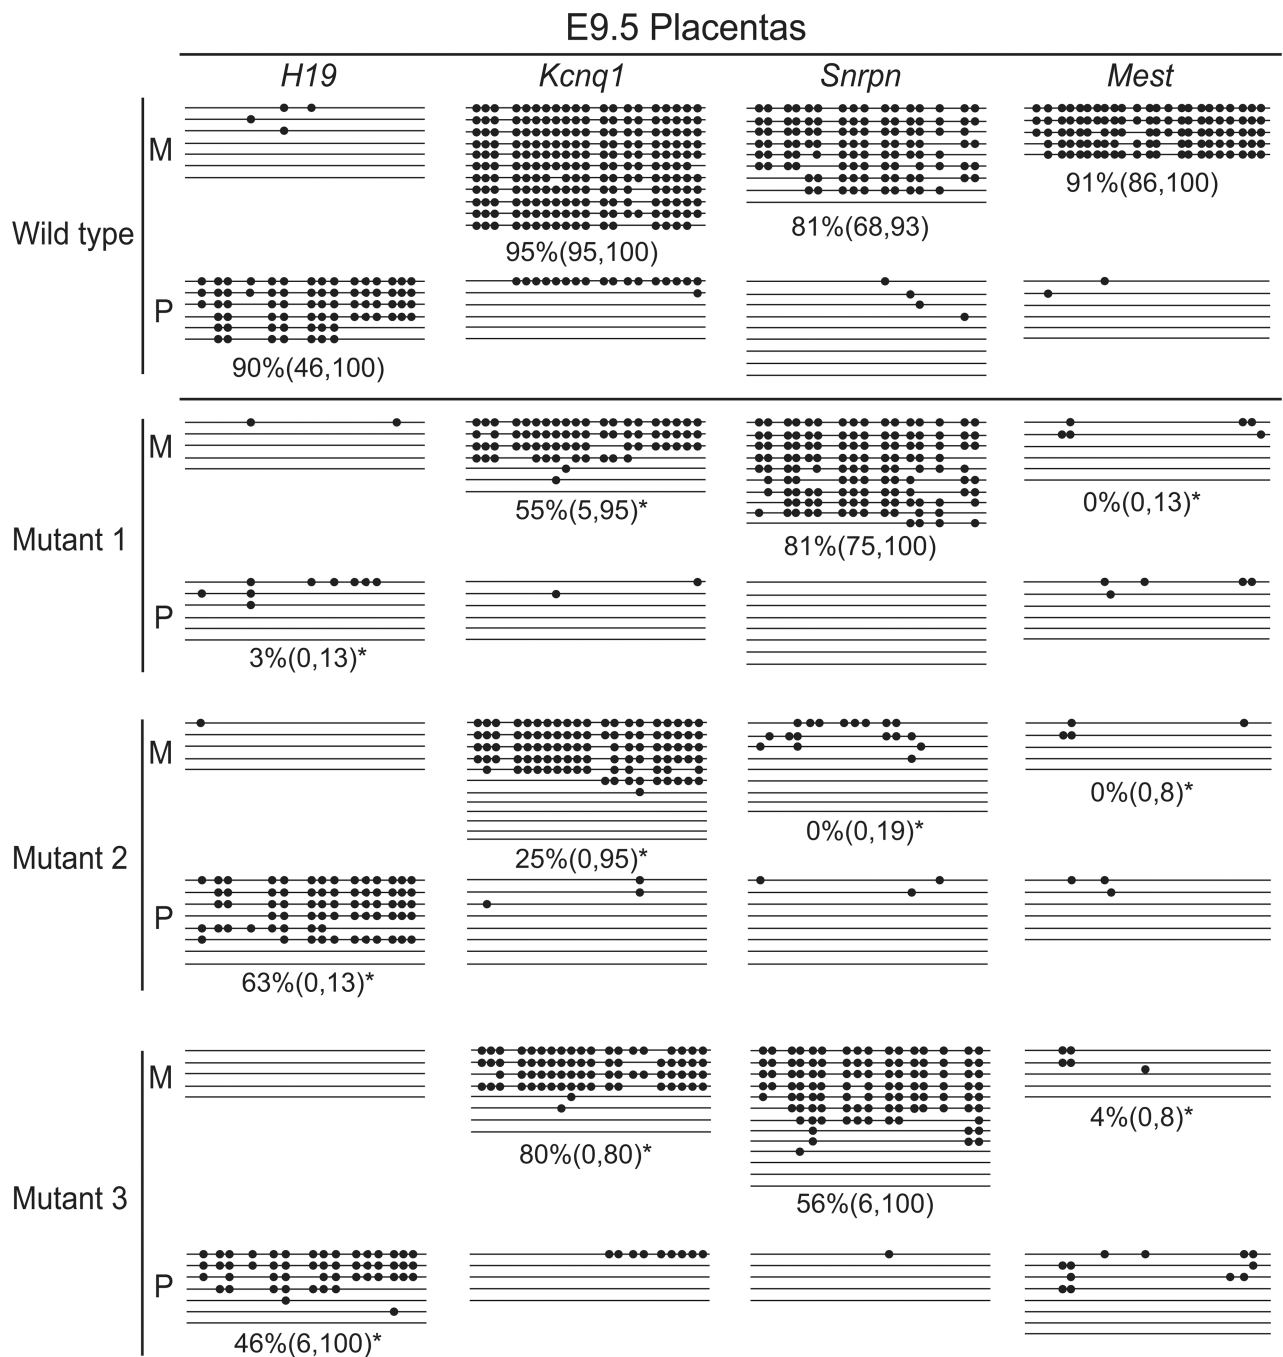 E9.5 Placentas
H19 Kcnq1 Snrpn Mest
Wild type
M
95%(95,100) 81%(68,93) 91%(86,100)
P
90%(46,100)
Mutant 1
M
55%(5,95)* 81%(75,100) 0%(0,13)*
P
3%(0,13)*
Mutant 2
M
25%(0,95)* 0%(0,19)* 0%(0,8)*
P
63%(0,13)*
Mutant 3
M
80%(0,80)* 56%(6,100) 4%(0,8)*
P
46%(6,100)*